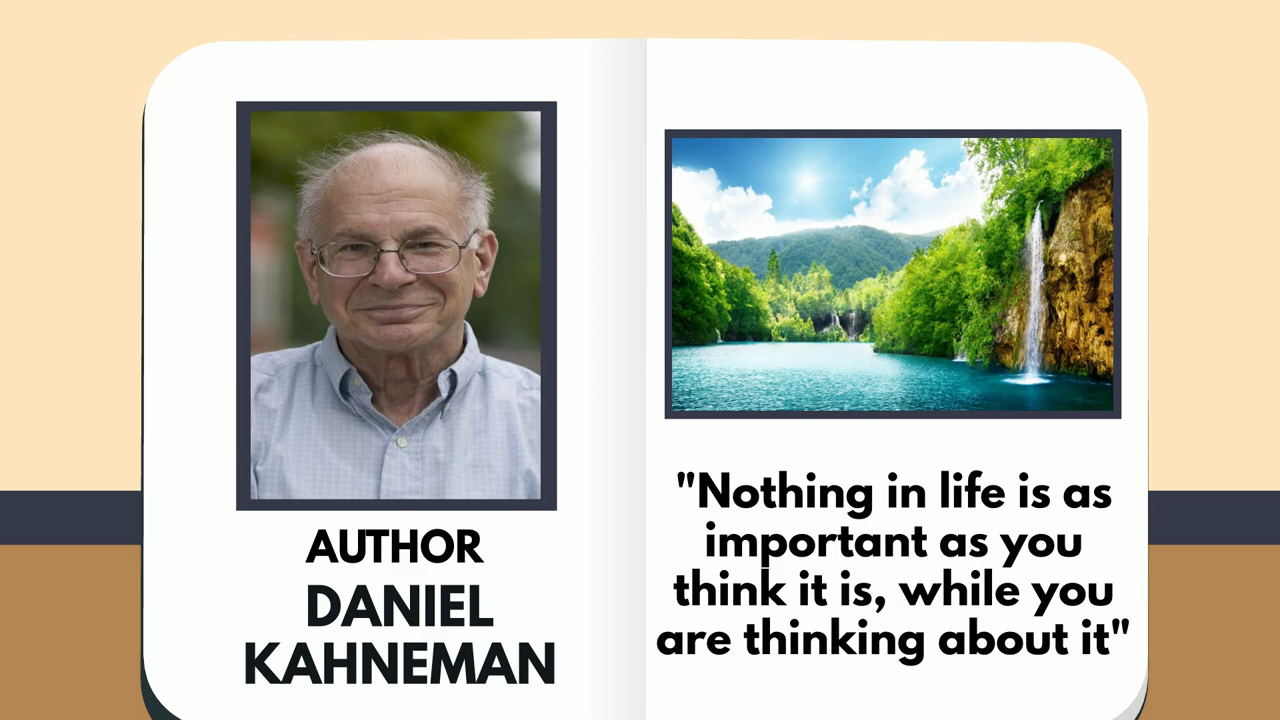 AUTHOR
DANIEL
KAHNEMAN
"Nothing in life is as
important as you
think it is, while you
are thinking about it"